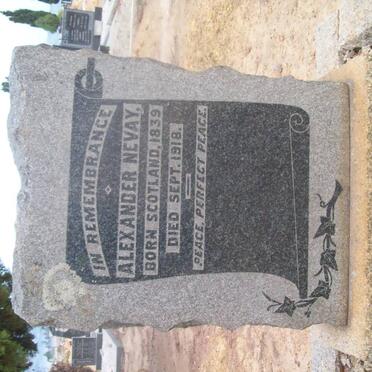 IN REMEMBRANCE
ALEXANDER NEVAY,
BORN SCOTLAND, 1839
DIED SEPT. 1918.
PEACE, PERFECT PEACE.